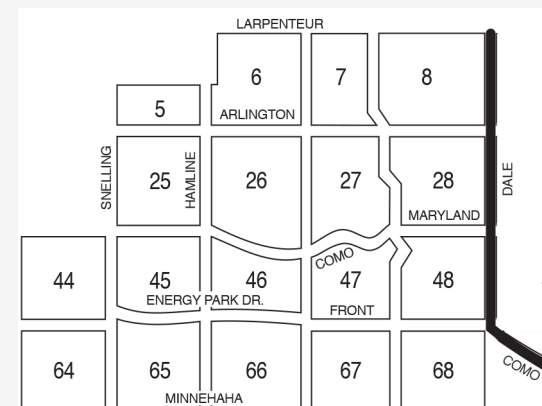 LARPENTEUR
6
7
8
5
ARLINGTON
SNELLING
25
HAMLINE
26
27
28
DALE
MARYLAND
COMO
44
45
46
47
48
ENERGY PARK DR.
FRONT
64
65
66
67
68
COMO
MINNEHAHA